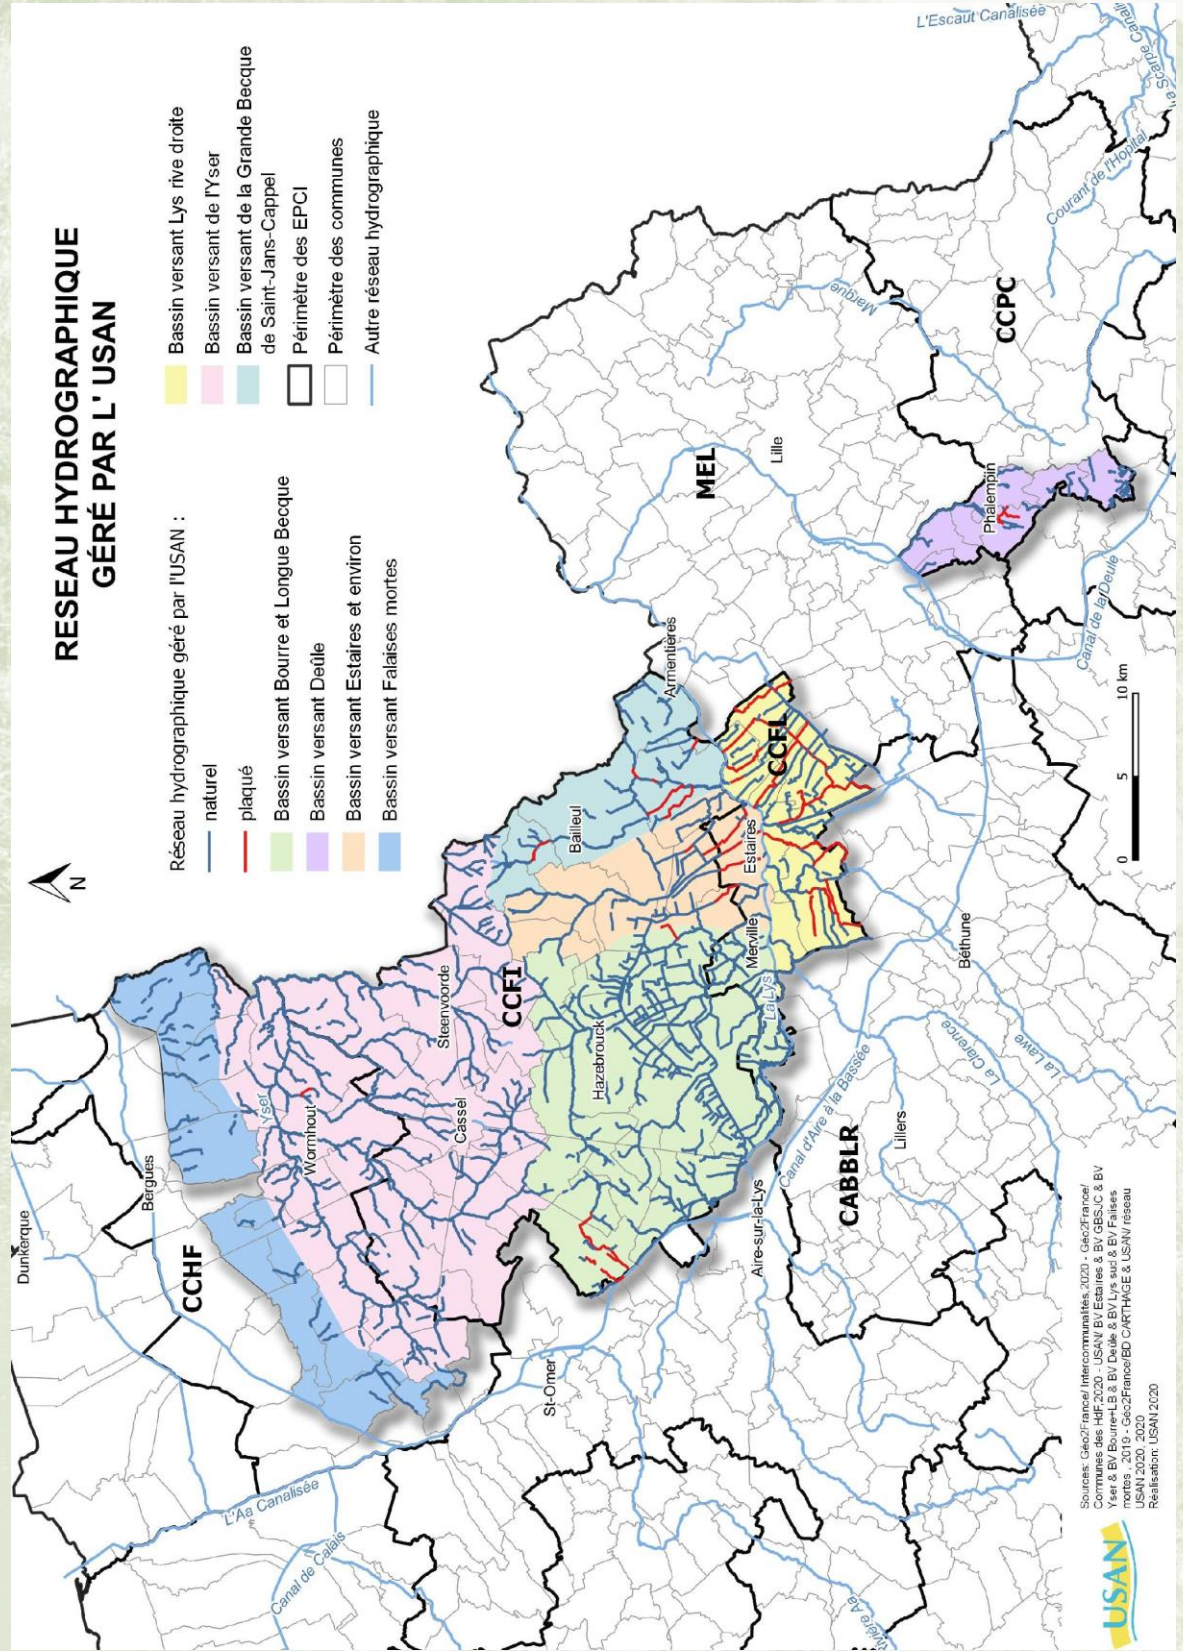 RESEAU HYDROGRAPHIQUE
GÉRÉ PAR L' USAN
N
Réseau hydrographique géré par l'USAN :
naturel
plaqué
Bassin versant Bourre et Longue Becque
Bassin versant Deûle
Bassin versant Estaires et environ
Bassin versant Falaises mortes
Bassin versant Lys rive droite
Bassin versant de l'Yser
Bassin versant de la Grande Becque
de Saint-Jans-Cappel
Périmètre des EPCI
Périmètre des communes
Autre réseau hydrographique
Dunkerque
Bergues
CCHF
L'Aa Canalisée
Canal de Calais
Yser
Wormhout
Steenvoorde
Cassel
CCFI
St-Omer
Hazebrouck
Bailleul
Armentières
Aire-sur-la-Lys
La Lys
Merville
Estaires
CCFL
Canal d'Aire à la Bassée
CABBLR
Lillers
La Clarence
La Lawe
Béthune
MEL
Lille
Marque
Phalempin
CCPC
Canal de la Deule
Courant de l'Hopital
L'Escaut Canalisée
0
5
10 km
USAN
Sources: Géo2France/ Intercommunalités,2020 - Géo2France/
Communes des HdF,2020 - USAN/ BV Estaires & BV GBSJC & BV
Yser & BV Bourre+LB & BV Deûle & BV Lys sud & BV Falises
mortes , 2019 - Géo2France/BD CARTHAGE & USAN/ réseau
USAN 2020, 2020
Réalisation: USAN 2020